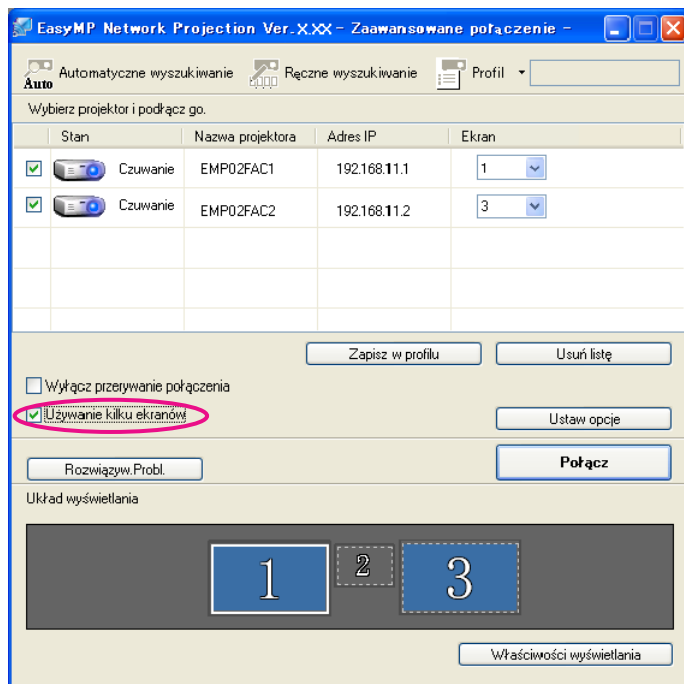 EasyMP Network Projection Ver.X.XX – Zaawansowane połączenie –
Auto Automatyczne wyszukiwanie Ręczne wyszukiwanie Profil
Wybierz projektor i podłącz go.
Stan Nazwa projektora Adres IP Ekran
Czuwanie EMP02FAC1 192.168.11.1 1
Czuwanie EMP02FAC2 192.168.11.2 3
Zapisz w profilu Usuń listę
Wyłącz przerywanie połączenia
Używanie kilku ekranów Ustaw opcje
Rozwiązyw.Probl. Połącz
Układ wyświetlania
1 2 3
Właściwości wyświetlania